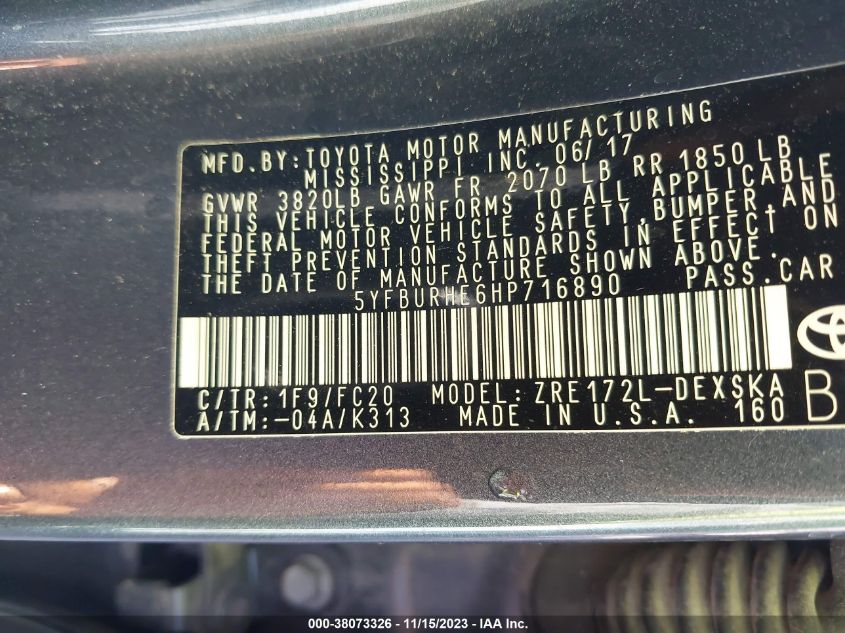 MFD.BY:TOYOTA MOTOR MANUFACTURING
MISSISSIPPI INC. 06/17
GVWR 3820LB GAWR FR 2070 LB RR 1850 LB
THIS VEHICLE CONFORMS TO ALL APPLICABLE
FEDERAL MOTOR VEHICLE SAFETY,BUMPER,AND
THEFT PREVENTION STANDARDS IN EFFECT ON
THE DATE OF MANUFACTURE SHOWN ABOVE.
5YFBURHE6HP716890 PASS.CAR
C/TR:1F9/FC20 MODEL:ZRE172L-DEXSKA
A/TM:-04A/K313 MADE IN U.S.A. 160
B
000-38073326 - 11/15/2023 - IAA Inc.